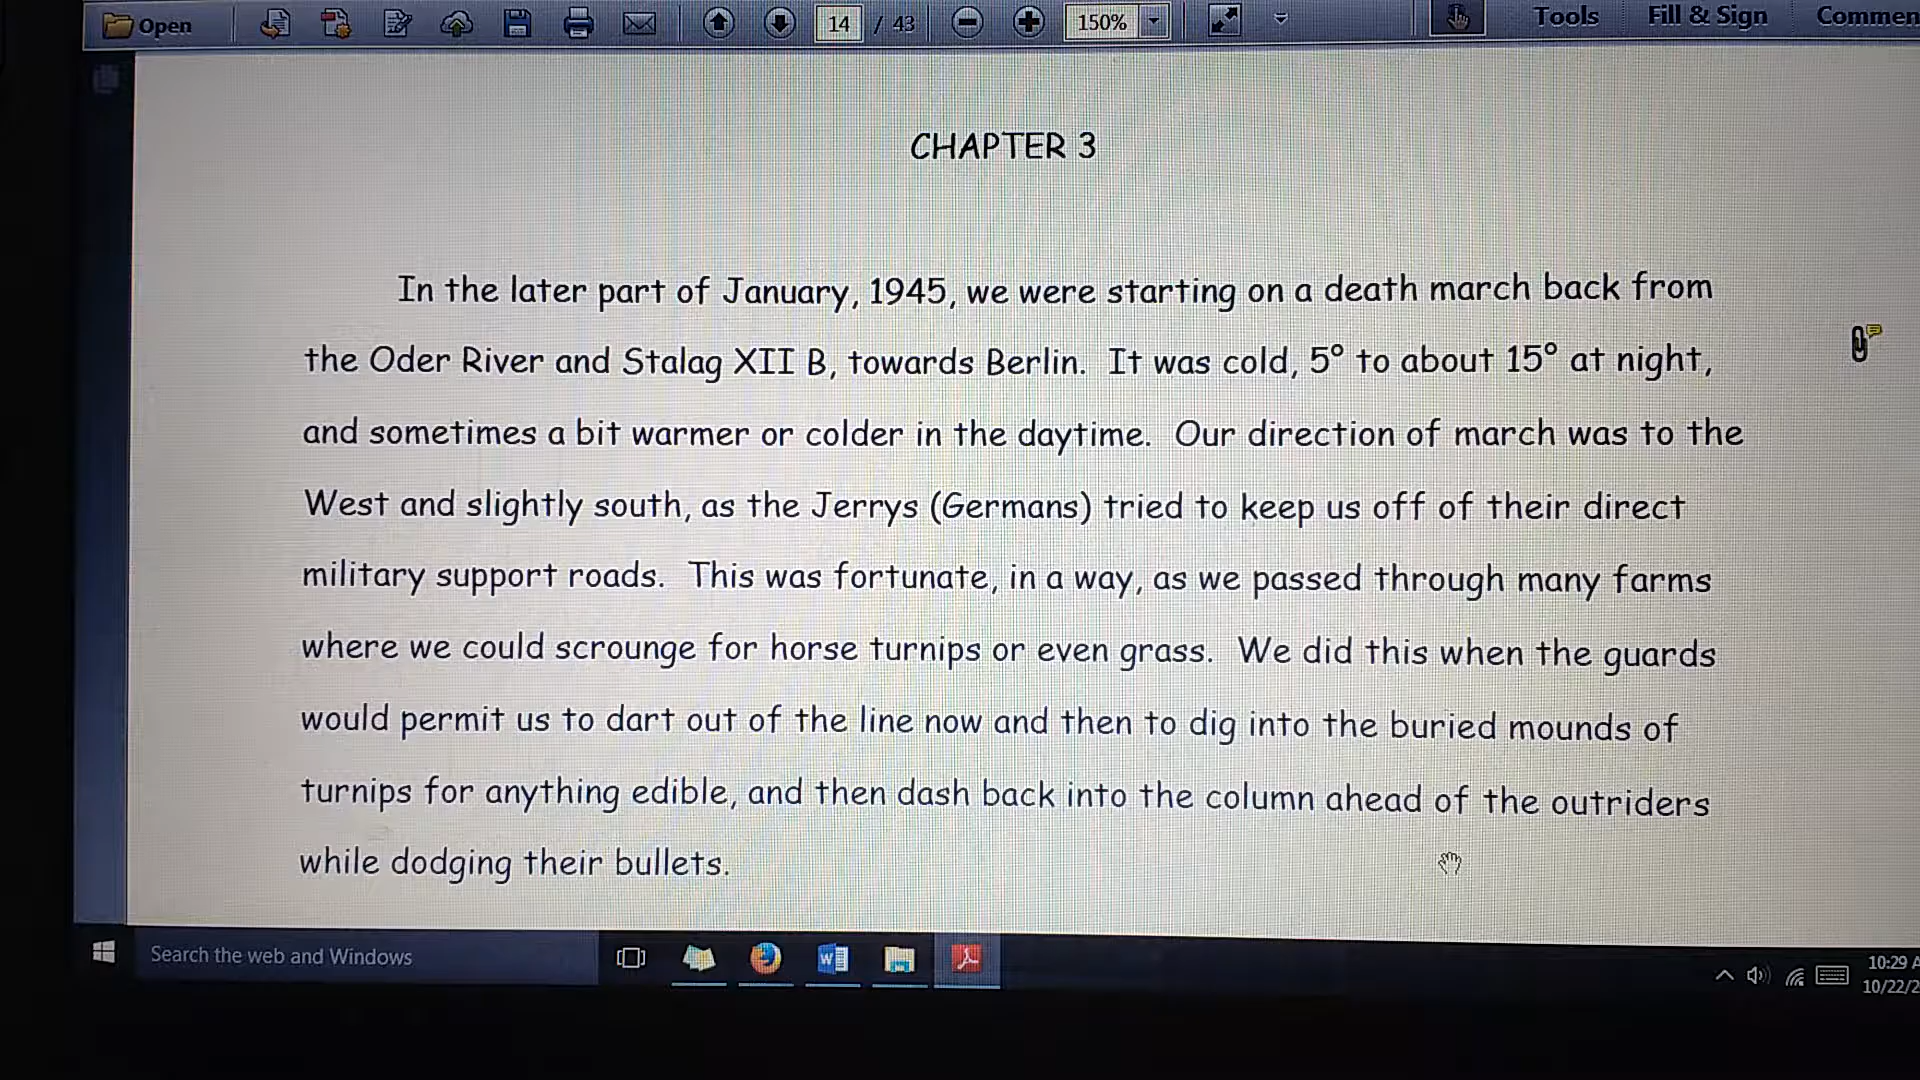 Open
14 / 43
150%
Tools
Fill & Sign
Commen
CHAPTER 3
In the later part of January, 1945, we were starting on a death march back from
the Oder River and Stalag XII B, towards Berlin. It was cold, 5° to about 15° at night,
and sometimes a bit warmer or colder in the daytime. Our direction of march was to the
West and slightly south, as the Jerrys (Germans) tried to keep us off of their direct
military support roads. This was fortunate, in a way, as we passed through many farms
where we could scrounge for horse turnips or even grass. We did this when the guards
would permit us to dart out of the line now and then to dig into the buried mounds of
turnips for anything edible, and then dash back into the column ahead of the outriders
while dodging their bullets.
Search the web and Windows
W
10:29 A
10/22/2